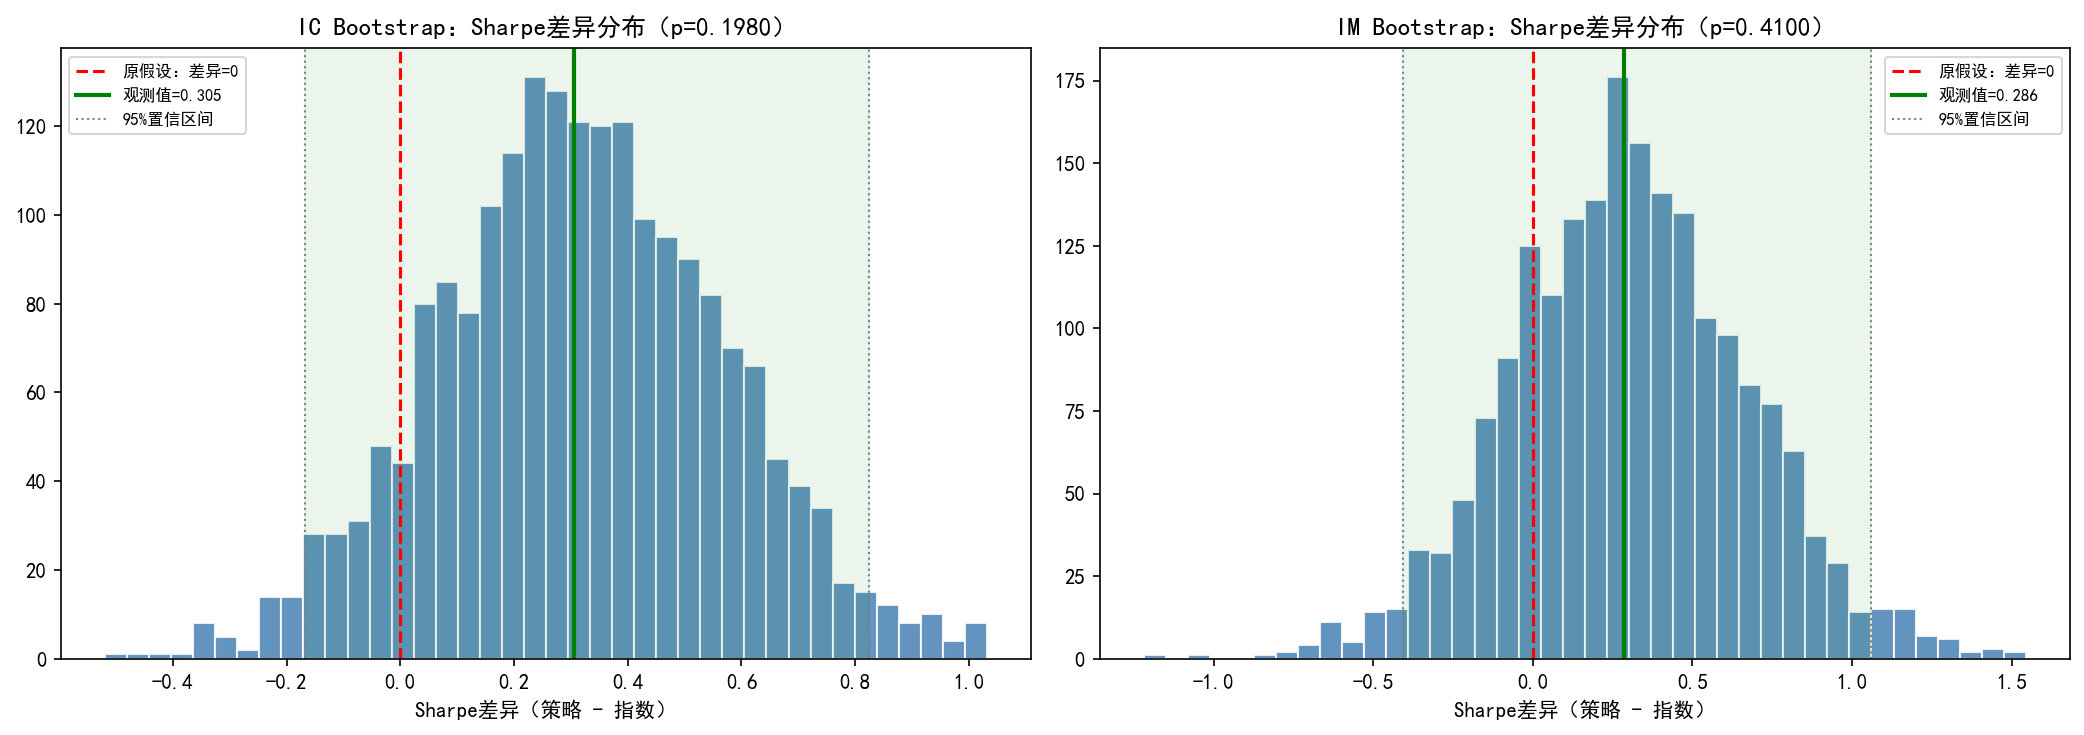 IC Bootstrap：Sharpe差异分布（p=0.1980）
原假设：差异=0
观测值=0.305
95%置信区间
120
100
80
60
40
20
0
−0.4
−0.2
0.0
0.2
0.4
0.6
0.8
1.0
Sharpe差异（策略 - 指数）
IM Bootstrap：Sharpe差异分布（p=0.4100）
原假设：差异=0
观测值=0.286
95%置信区间
175
150
125
100
75
50
25
0
−1.0
−0.5
0.0
0.5
1.0
1.5
Sharpe差异（策略 - 指数）